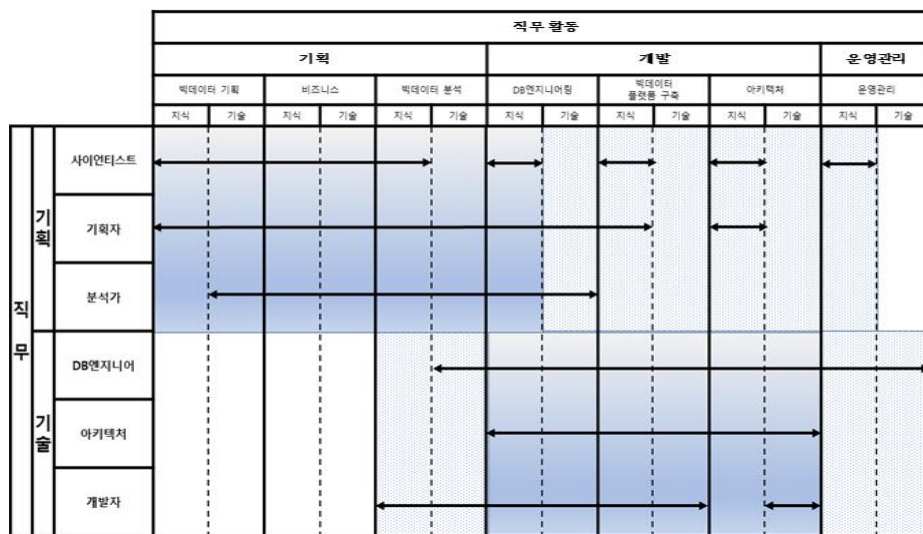 직무 활동
기획 개발 운영관리
빅데이터 기획 비즈니스 빅데이터 분석 DB엔지니어링 빅데이터 플랫폼 구축 아키텍처 운영관리
지식 기술 지식 기술 지식 기술 지식 기술 지식 기술 지식 기술 지식 기술
직무
기획
사이언티스트
기획자
분석가
기술
DB엔지니어
아키텍처
개발자